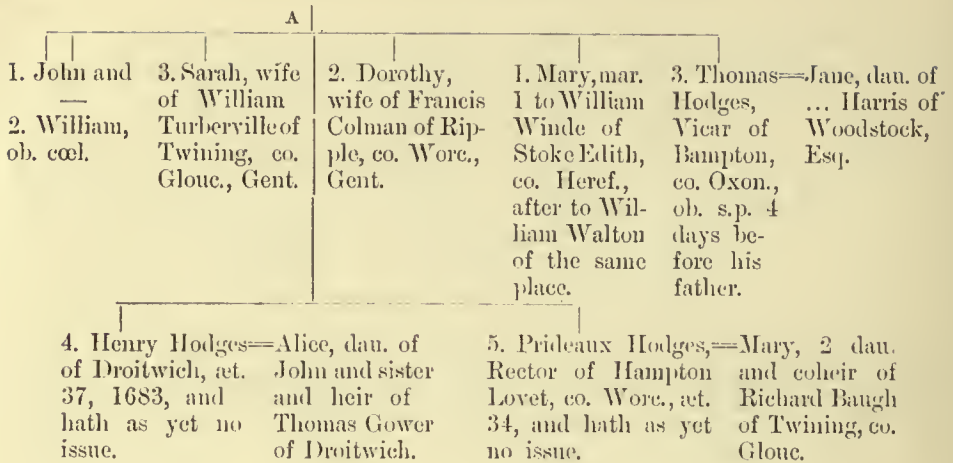 A
1. John and
—
2. William,
ob. cœl.
3. Sarah, wife
of William
Turberville of
Twining, co.
Glouc., Gent.
2. Dorothy,
wife of Francis
Colman of Rip-
ple, co. Worc.,
Gent.
1. Mary, mar.
1 to William
Winde of
Stoke Edith,
co. Heref.,
after to Wil-
liam Walton
of the same
place.
3. Thomas
Hodges,
Vicar of
Bampton,
co. Oxon.,
ob. s.p. 4
days be-
fore his
father.
=Jane, dau. of
... Harris of
Woodstock,
Esq.
4. Henry Hodges
of Droitwich, æt.
37, 1683, and
hath as yet no
issue.
=Alice, dau. of
John and sister
and heir of
Thomas Gower
of Droitwich.
5. Prideaux Hodges,
Rector of Hampton
Lovet, co. Worc., æt.
34, and hath as yet
no issue.
=Mary, 2 dau.
and coheir of
Richard Baugh
of Twining, co.
Glouc.